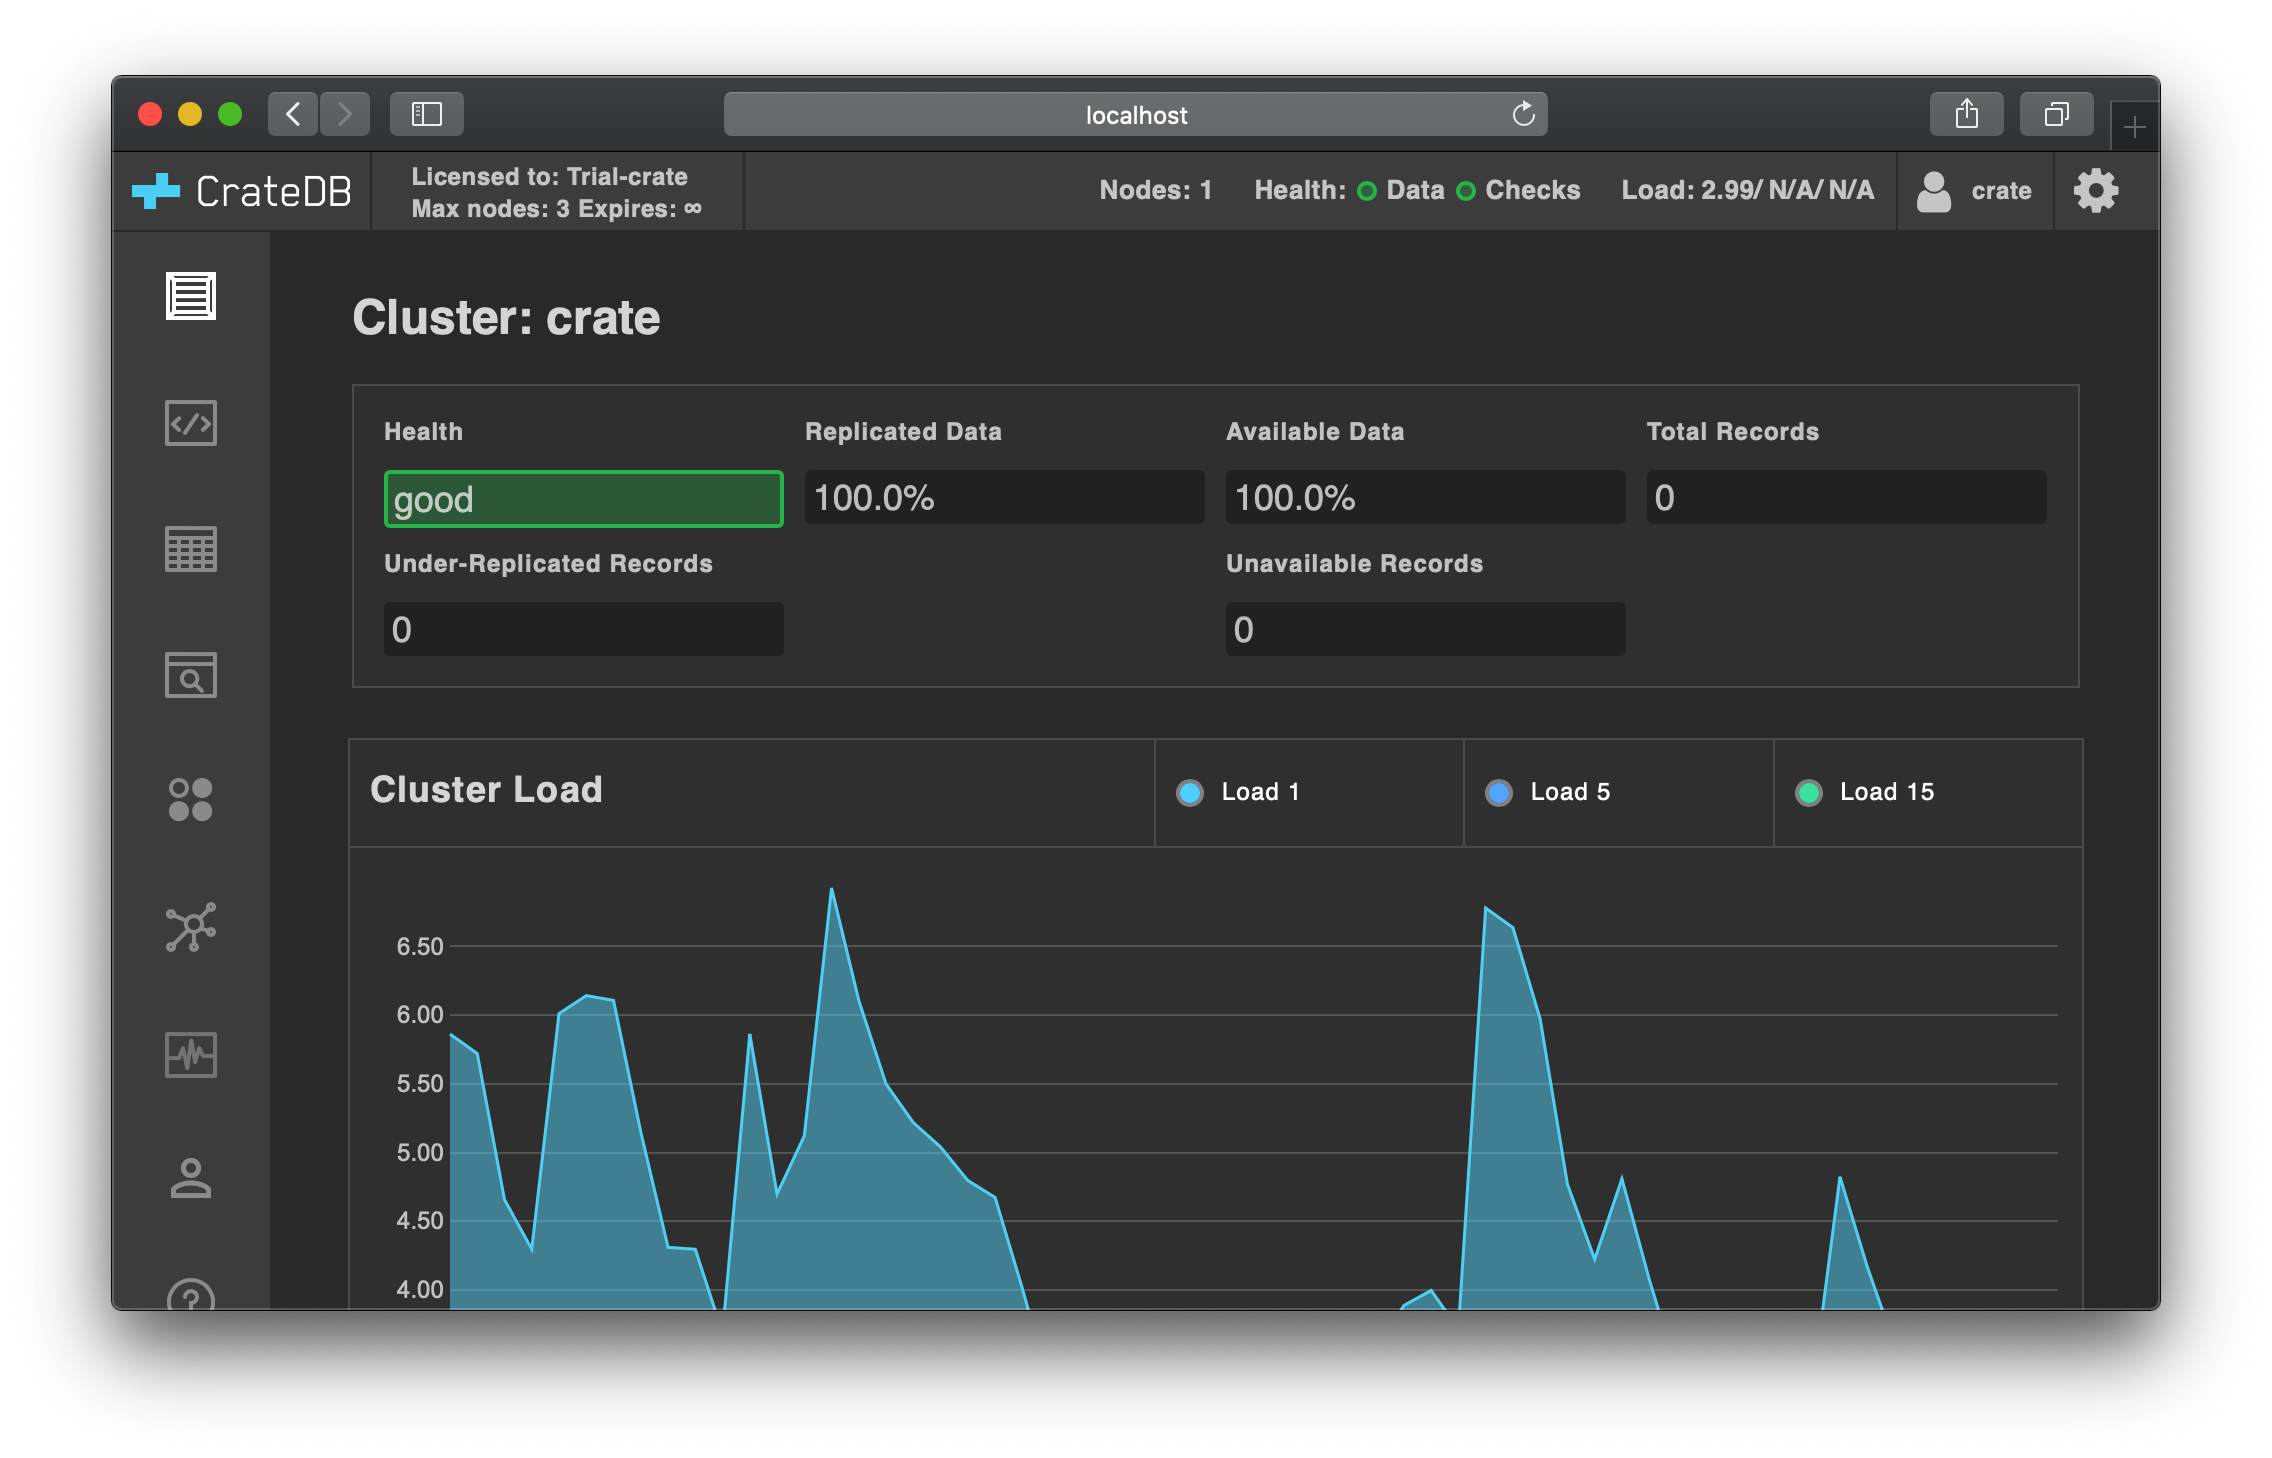 localhost
CrateDB
Licensed to: Trial-crate
Max nodes: 3 Expires: ∞
Nodes: 1 Health: Data Checks Load: 2.99/ N/A/ N/A
crate
Cluster: crate
Health Replicated Data Available Data Total Records
good 100.0% 100.0% 0
Under-Replicated Records Unavailable Records
0 0
Cluster Load Load 1 Load 5 Load 15
6.50
6.00
5.50
5.00
4.50
4.00